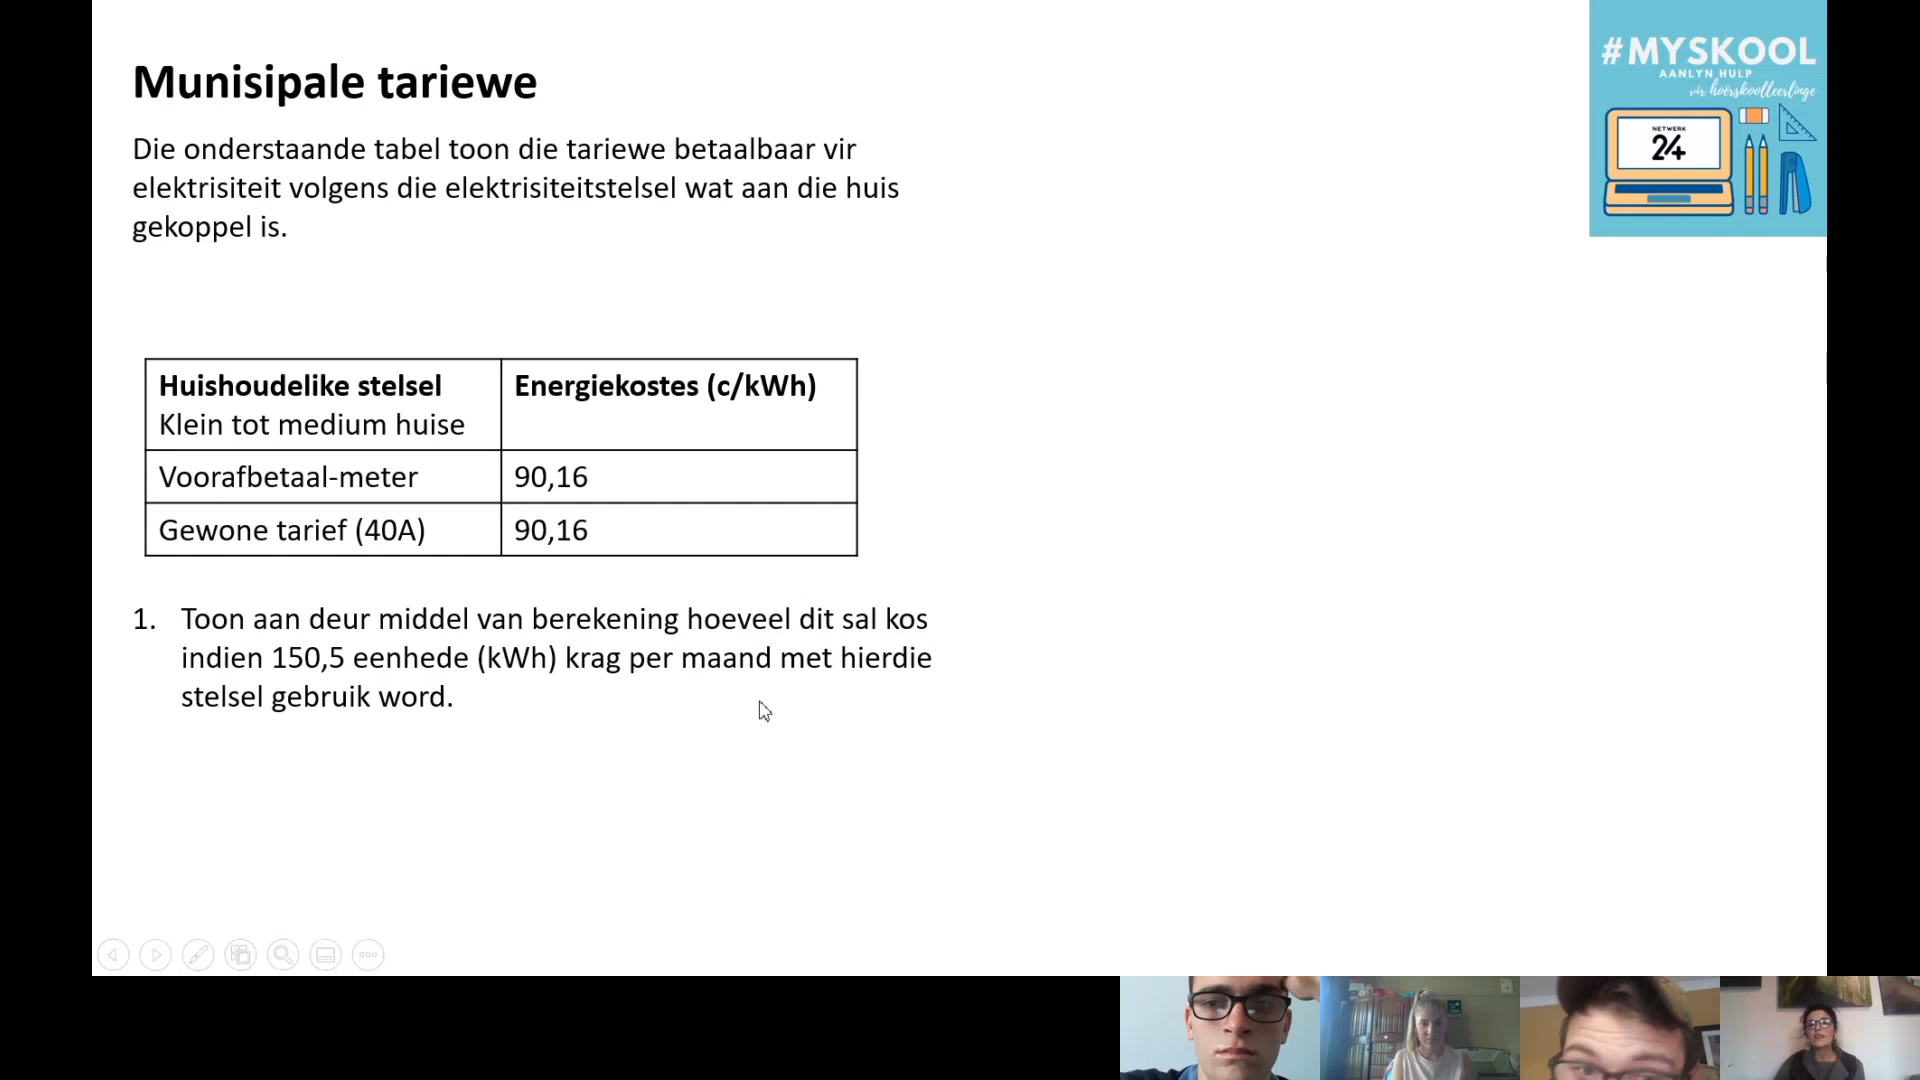 Munisipale tariewe
Die onderstaande tabel toon die tariewe betaalbaar vir
elektrisiteit volgens die elektrisiteitstelsel wat aan die huis
gekoppel is.
#MYSKOOL
AANLYN HULP
vir hoërskoolleerlinge
NETWERK
24
Huishoudelike stelsel
Klein tot medium huise
Energiekostes (c/kWh)
Voorafbetaal-meter
90,16
Gewone tarief (40A)
90,16
1. Toon aan deur middel van berekening hoeveel dit sal kos
indien 150,5 eenhede (kWh) krag per maand met hierdie
stelsel gebruik word.